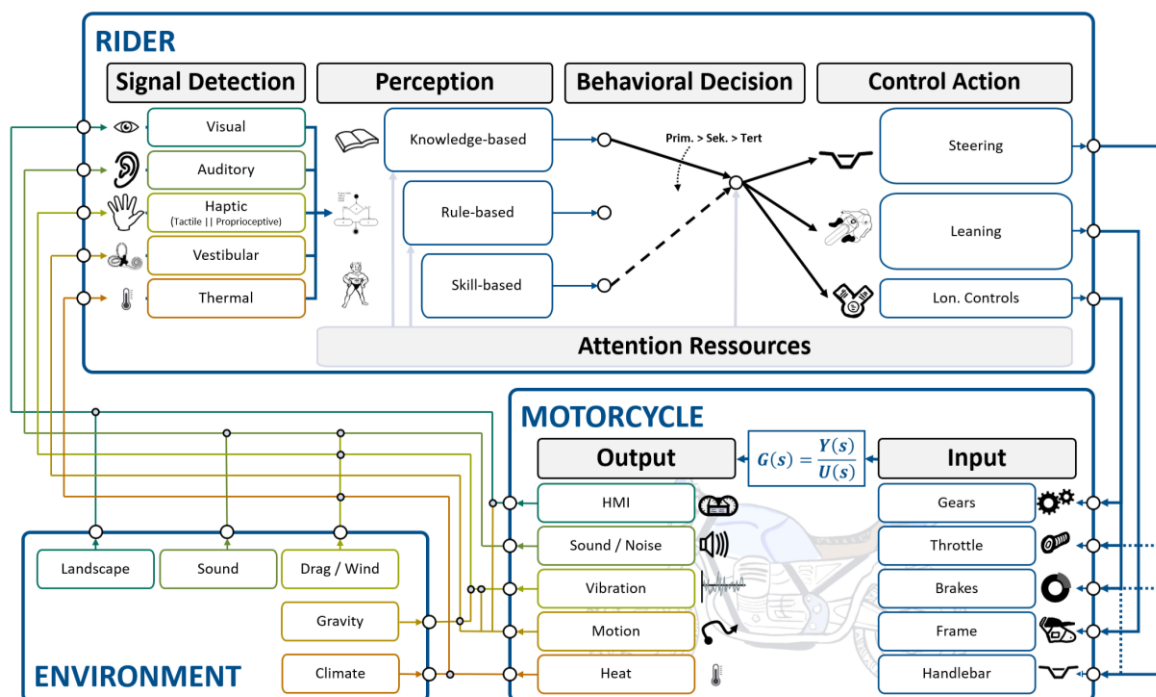 RIDER
Signal Detection
Perception
Behavioral Decision
Control Action
Visual
Auditory
Haptic
(Tactile || Proprioceptive)
Vestibular
Thermal
Knowledge-based
Rule-based
Skill-based
Prim. > Sek. > Tert
Steering
Leaning
Lon. Controls
Attention Ressources
MOTORCYCLE
Output
G(s) = Y(s) / U(s)
Input
HMI
Sound / Noise
Vibration
Motion
Heat
Gears
Throttle
Brakes
Frame
Handlebar
Landscape
Sound
Drag / Wind
Gravity
Climate
ENVIRONMENT